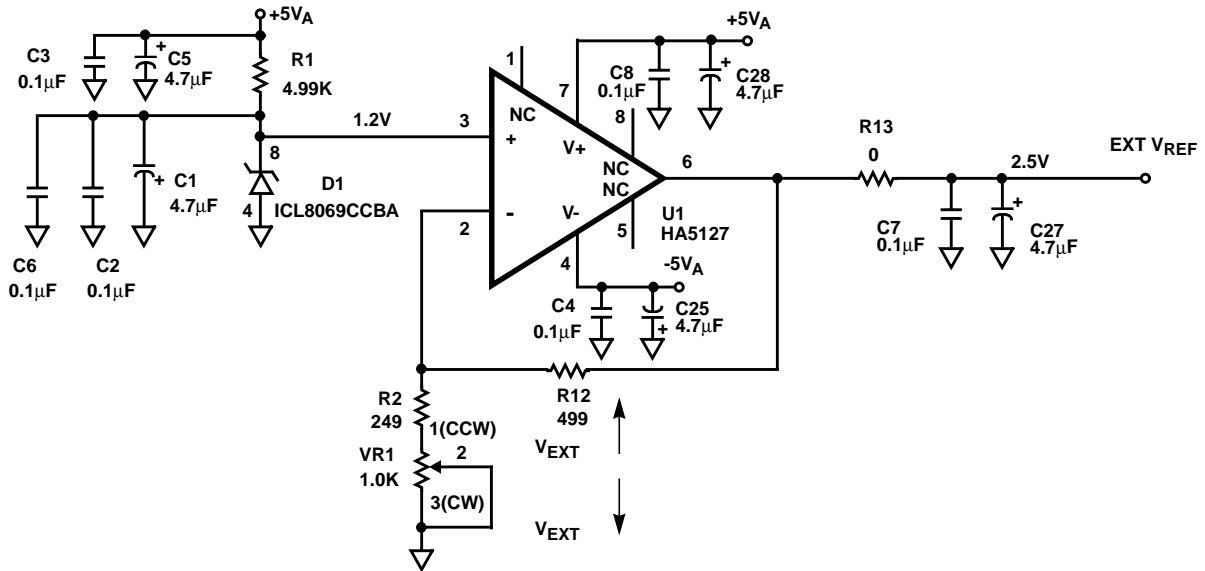 +5VA
C3
0.1μF
+
C5
4.7μF
R1
4.99K
1.2V
8
4
D1
ICL8069CCBA
+
C1
4.7μF
C6
0.1μF
C2
0.1μF
1
NC
3
+
2
-
7
V+
8
NC
NC
5
V-
4
6
U1
HA5127
+5VA
C8
0.1μF
+
C28
4.7μF
-5VA
C4
0.1μF
+
C25
4.7μF
R13
0
2.5V
EXT VREF
C7
0.1μF
+
C27
4.7μF
R12
499
R2
249
1(CCW)
VR1
1.0K
2
3(CW)
VEXT
VEXT